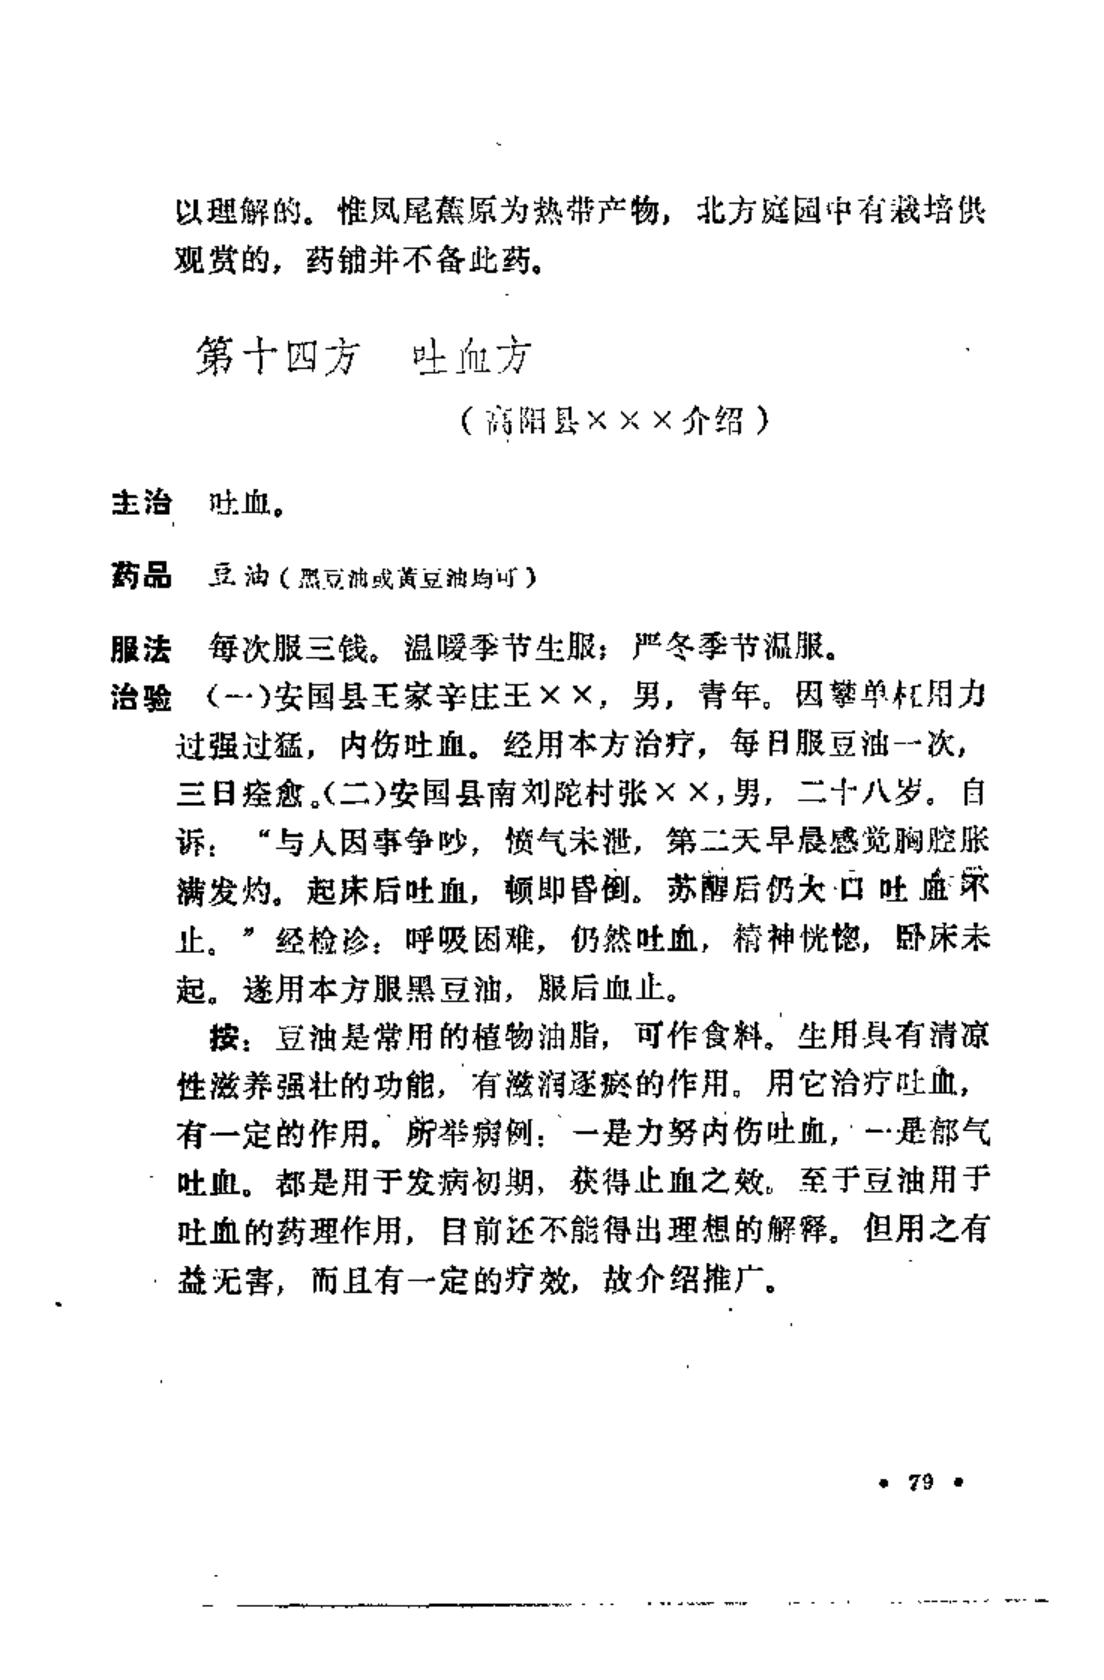 以理解的。惟凤尾蕉原为热带产物，北方庭园中有栽培供
观赏的，药铺并不备此药。
第十四方　吐血方
（高阳县×××介绍）
主治　吐血。
药品　豆油（黑豆油或黄豆油均可）
服法　每次服三钱。温暖季节生服；严冬季节温服。
治验　（一）安国县王家辛庄王××，男，青年。因攀单杠用力
过强过猛，内伤吐血。经用本方治疗，每日服豆油一次，
三日痊愈。（二）安国县南刘陀村张××，男，二十八岁。自
诉：“与人因事争吵，愤气未泄，第二天早晨感觉胸腔胀
满发灼。起床后吐血，顿即昏倒。苏醒后仍大口吐血不
止。”经检诊：呼吸困难，仍然吐血，精神恍惚，卧床未
起。遂用本方服黑豆油，服后血止。
按：豆油是常用的植物油脂，可作食料。生用具有清凉
性滋养强壮的功能，有滋润逐瘀的作用。用它治疗吐血，
有一定的作用。所举病例：一是力努内伤吐血，一是郁气
吐血。都是用于发病初期，获得止血之效。至于豆油用于
吐血的药理作用，目前还不能得出理想的解释。但用之有
益无害，而且有一定的疗效，故介绍推广。
• 79 •